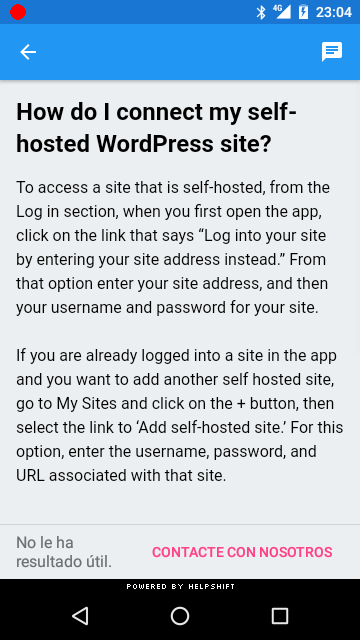 4G 23:04
How do I connect my self-
hosted WordPress site?
To access a site that is self-hosted, from the
Log in section, when you first open the app,
click on the link that says “Log into your site
by entering your site address instead.” From
that option enter your site address, and then
your username and password for your site.
If you are already logged into a site in the app
and you want to add another self hosted site,
go to My Sites and click on the + button, then
select the link to ‘Add self-hosted site.’ For this
option, enter the username, password, and
URL associated with that site.
No le ha
resultado útil.
CONTACTE CON NOSOTROS
POWERED BY HELPSHIFT